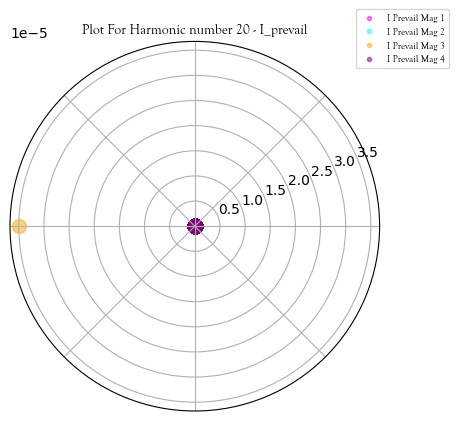 1e−5
Plot For Harmonic number 20 - I_prevail
I Prevail Mag 1
I Prevail Mag 2
I Prevail Mag 3
I Prevail Mag 4
3.5
3.0
2.5
2.0
1.5
1.0
0.5